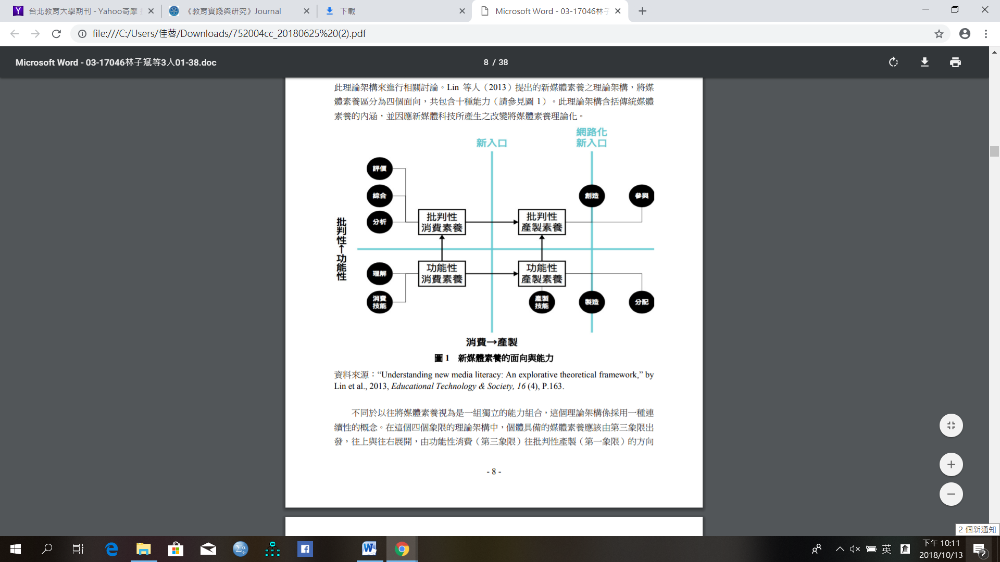 台北教育大學期刊 - Yahoo奇摩
《教育實踐與研究》Journal
下載
Microsoft Word - 03-17046林子
file:///C:/Users/佳蓉/Downloads/752004cc_20180625%20(2).pdf
Microsoft Word - 03-17046林子斌等3人01-38.doc
8 / 38
此理論架構來進行相關討論。Lin 等人（2013）提出的新媒體素養之理論架構，將媒
體素養區分為四個面向，共包含十種能力（請參見圖 1）。此理論架構含括傳統媒體
素養的內涵，並因應新媒體科技所產生之改變將媒體素養理論化。
新入口
網路化
新入口
評價
綜合
分析
創造
參與
批判性
消費素養
批判性
產製素養
批判性←功能性
理解
消費
技能
功能性
消費素養
功能性
產製素養
產製
技能
製造
分配
消費→產製
圖 1　新媒體素養的面向與能力
資料來源：“Understanding new media literacy: An explorative theoretical framework,” by
Lin et al., 2013, Educational Technology & Society, 16 (4), P.163.
不同於以往將媒體素養視為是一組獨立的能力組合，這個理論架構係採用一種連
續性的概念。在這個四個象限的理論架構中，個體具備的媒體素養應該由第三象限出
發，往上與往右展開，由功能性消費（第三象限）往批判性產製（第一象限）的方向
- 8 -
2 個新通知
英
倉
下午 10:11
2018/10/13
2